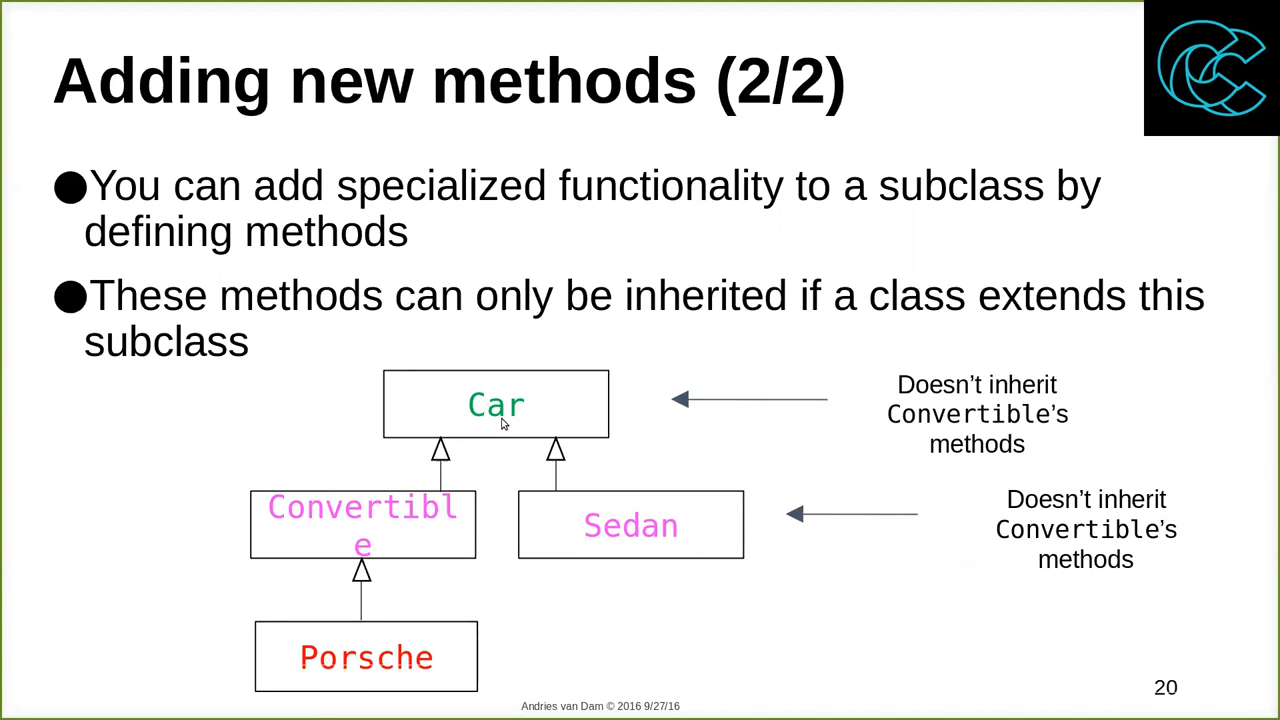 Adding new methods (2/2)
●You can add specialized functionality to a subclass by
defining methods
●These methods can only be inherited if a class extends this
subclass
Car
Doesn’t inherit
Convertible’s
methods
Convertibl
e
Sedan
Doesn’t inherit
Convertible’s
methods
Porsche
20
Andries van Dam © 2016 9/27/16